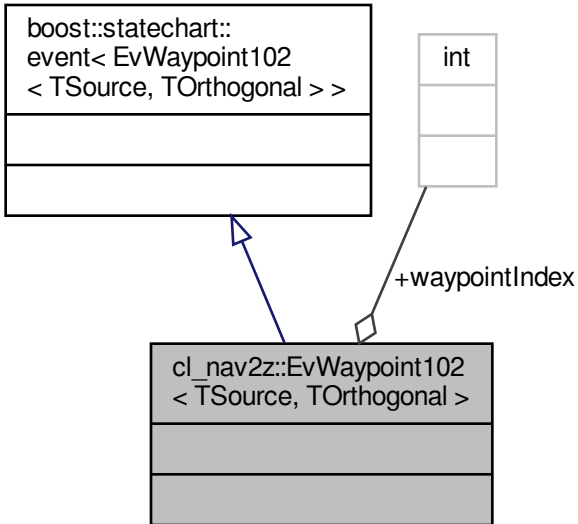 boost::statechart::
event< EvWaypoint102
< TSource, TOrthogonal > >
int
+waypointIndex
cl_nav2z::EvWaypoint102
< TSource, TOrthogonal >